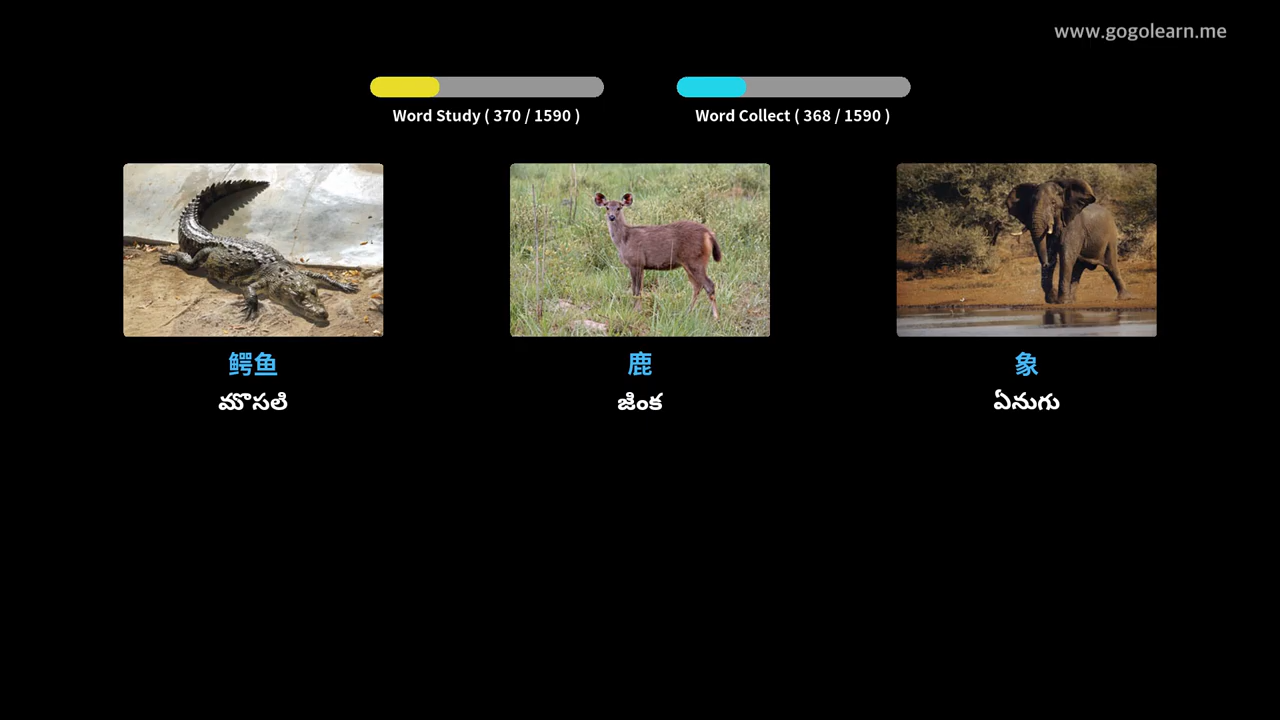 www.gogolearn.me
Word Study ( 370 / 1590 )
Word Collect ( 368 / 1590 )
鳄鱼
鹿
象
మొసలి
జింక
ఏనుగు